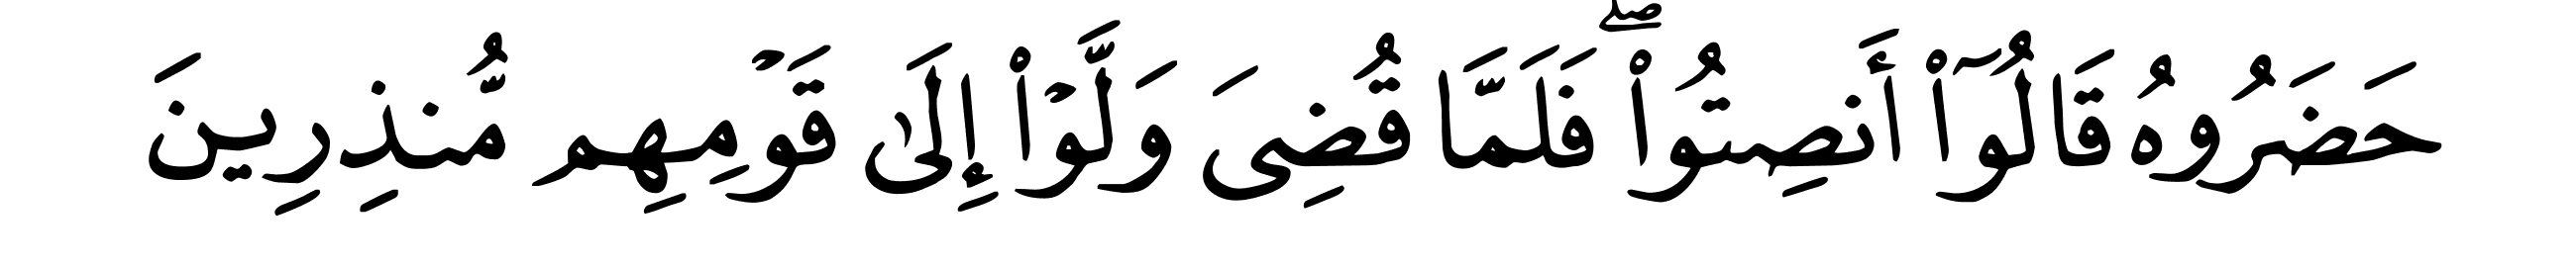 حَضَرُوهُ قَالُوٓا۟ أَنصِتُوا۟ ۖ فَلَمَّا قُضِىَ وَلَّوْا۟ إِلَىٰ قَوْمِهِم مُّنذِرِينَ